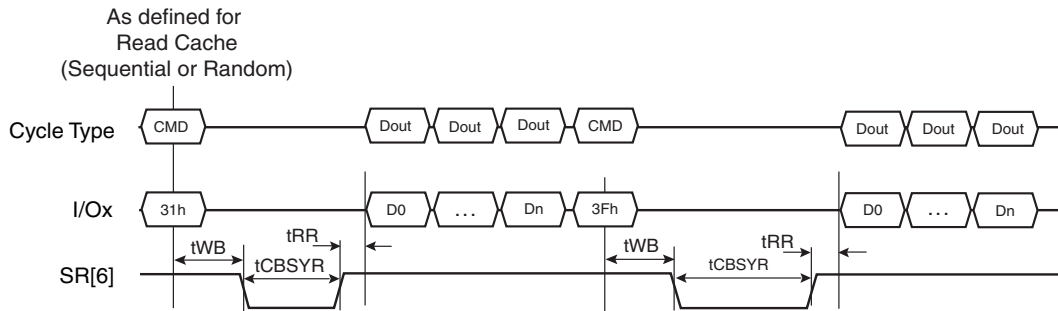 As defined for
Read Cache
(Sequential or Random)
Cycle Type CMD Dout Dout Dout CMD Dout Dout Dout
I/Ox 31h D0 ... Dn 3Fh D0 ... Dn
tWB tRR tWB tRR
tCBSYR tCBSYR
SR[6]